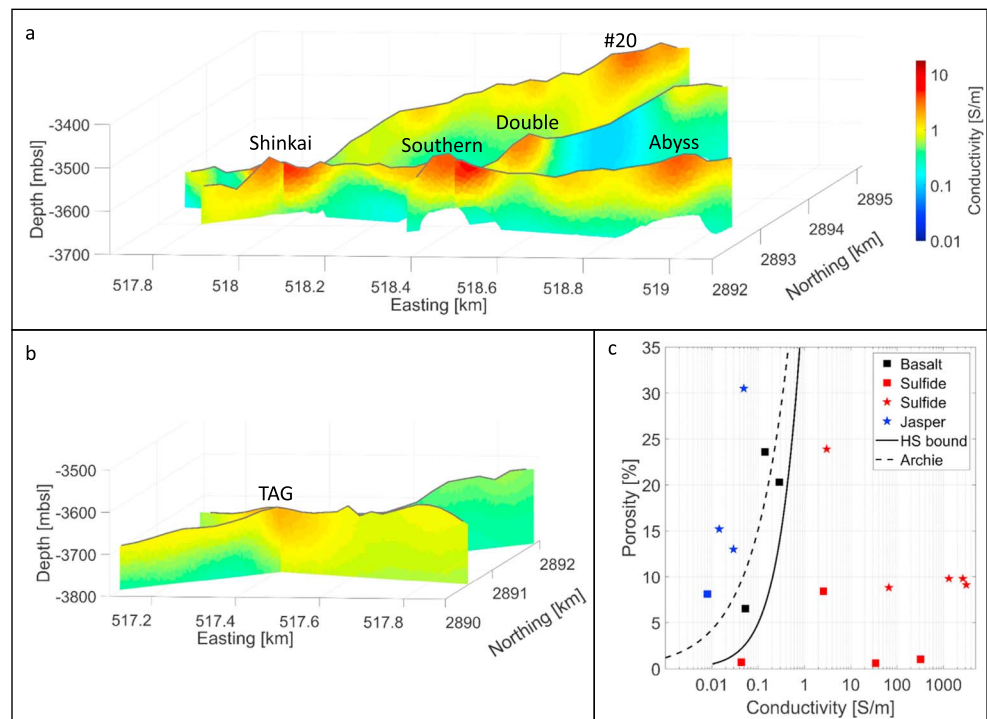 a
#20
Double
Shinkai
Southern
Abyss
Depth [mbsl]
-3400
-3500
-3600
-3700
517.8
518
518.2
518.4
518.6
518.8
519
Easting [km]
2892
2893
2894
2895
Northing [km]
10
1
0.1
0.01
Conductivity [S/m]
b
TAG
Depth [mbsl]
-3500
-3600
-3700
-3800
517.2
517.4
517.6
517.8
Easting [km]
2890
2891
2892
Northing [km]
c
Porosity [%]
35
30
25
20
15
10
5
0
Basalt
Sulfide
Sulfide
Jasper
HS bound
Archie
0.01
0.1
1
10
100
1000
Conductivity [S/m]